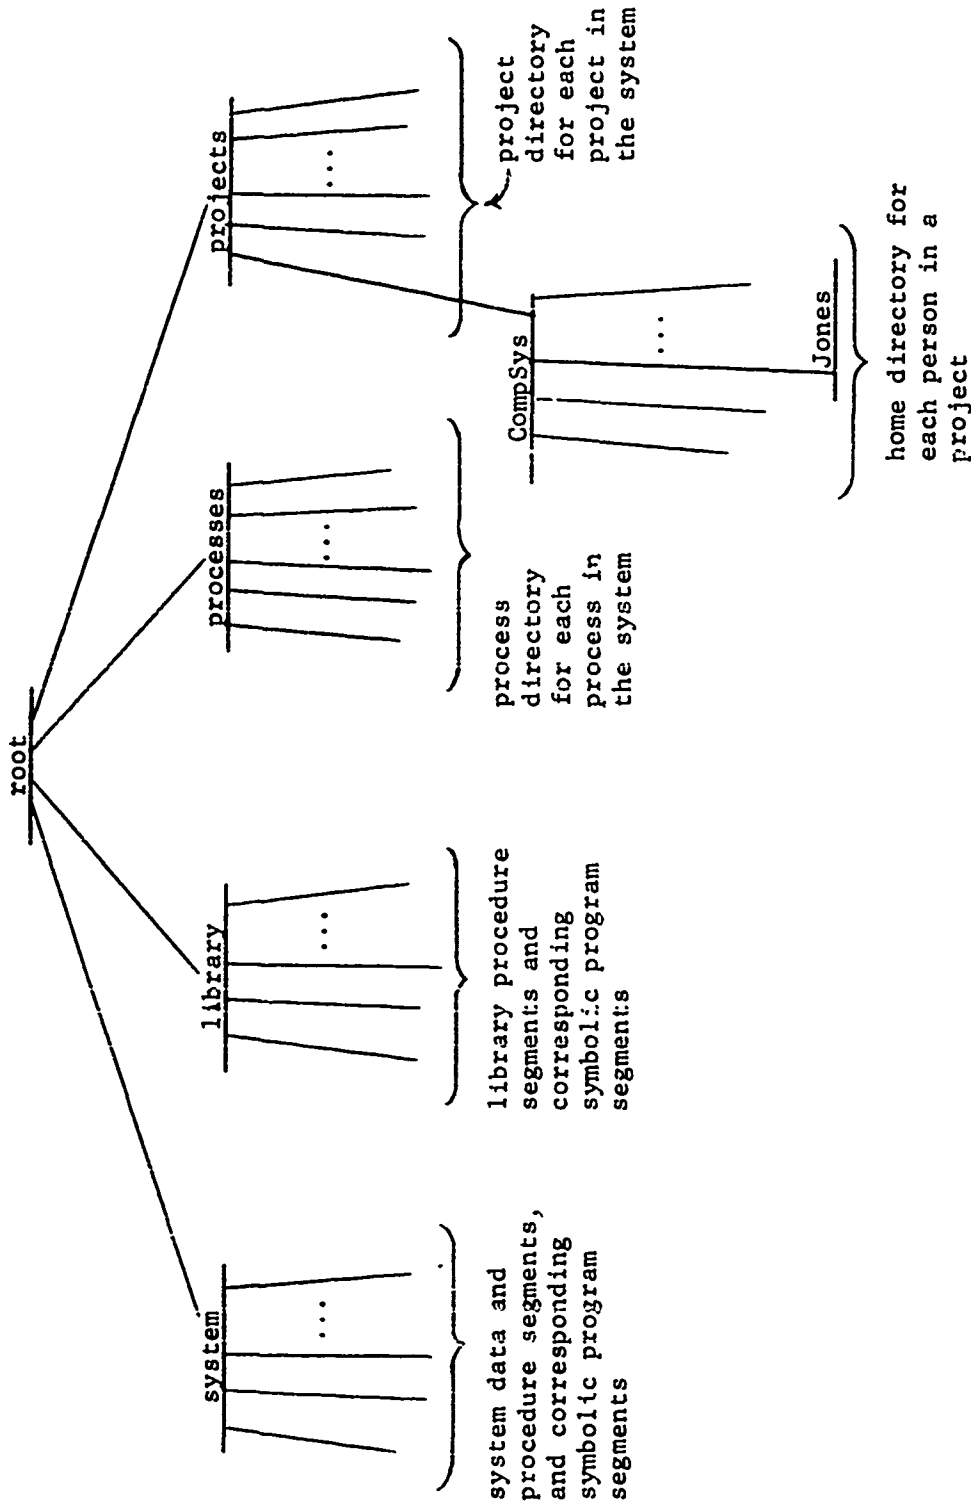 root
system
library
processes
projects
system data and
procedure segments,
and corresponding
symbolic program
segments
library procedure
segments and
corresponding
symbolic program
segments
process
directory
for each
process in
the system
project
directory
for each
project in
the system
CompSys
Jones
home directory for
each person in a
project